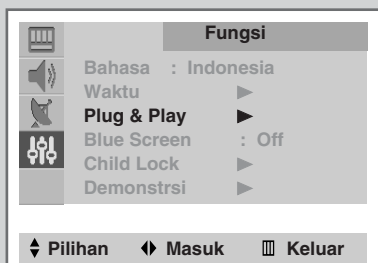 Fungsi
Bahasa : Indonesia
Waktu
Plug & Play
Blue Screen : Off
Child Lock
Demonstrsi
Pilihan Masuk Keluar